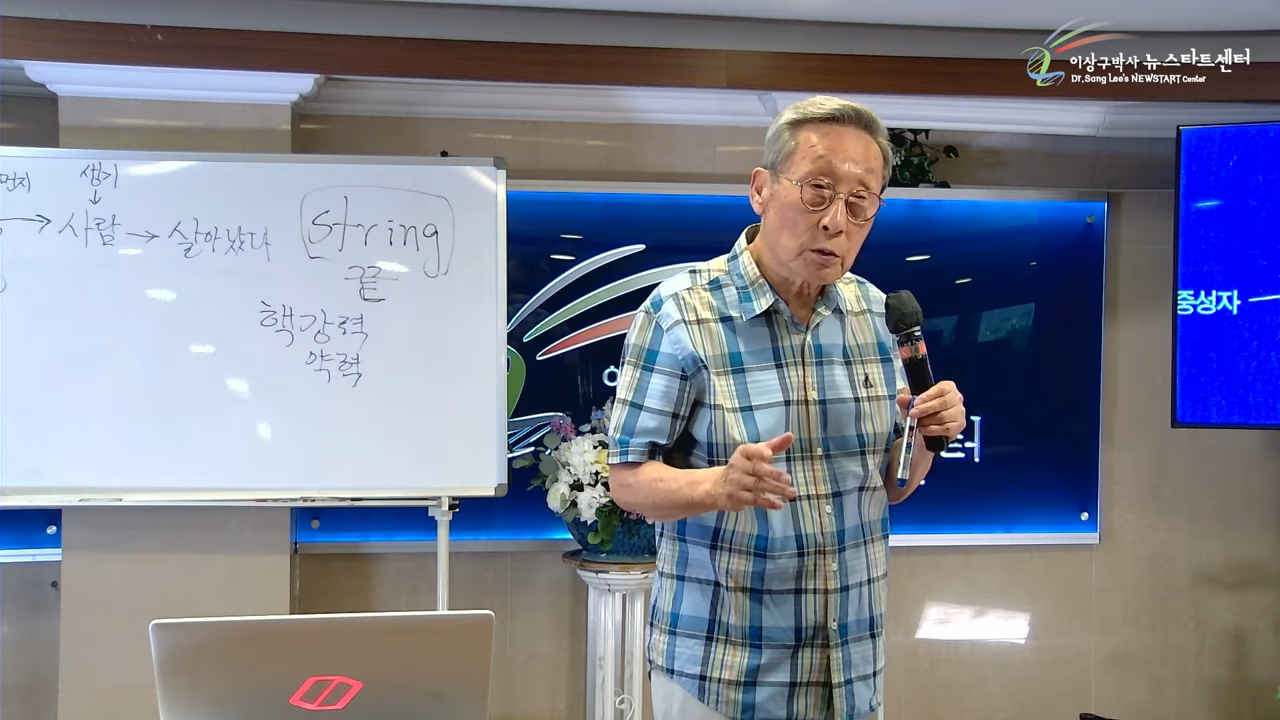 이상구박사 뉴스타트센터
Dr. Sang Lee's NEWSTART Center
먼지
생기
→ 사람 → 살아났다
string
끝
핵강력
약력
중성자